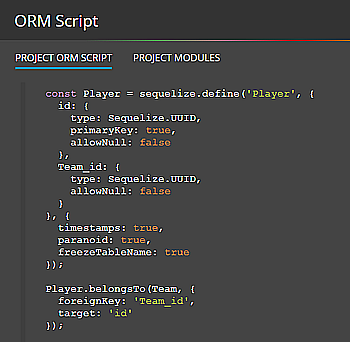 ORM Script
PROJECT ORM SCRIPT PROJECT MODULES
const Player = sequelize.define('Player', {
  id: {
    type: Sequelize.UUID,
    primaryKey: true,
    allowNull: false
  },
  Team_id: {
    type: Sequelize.UUID,
    allowNull: false
  }
}, {
  timestamps: true,
  paranoid: true,
  freezeTableName: true
});
Player.belongsTo(Team, {
  foreignKey: 'Team_id',
  target: 'id'
});